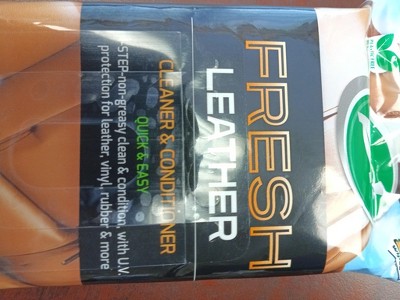 FRESH
LEATHER
CLEANER & CONDITIONER
QUICK & EASY
STEP-non-greasy clean & condition, with U.V.
protection for leather, vinyl, rubber & more